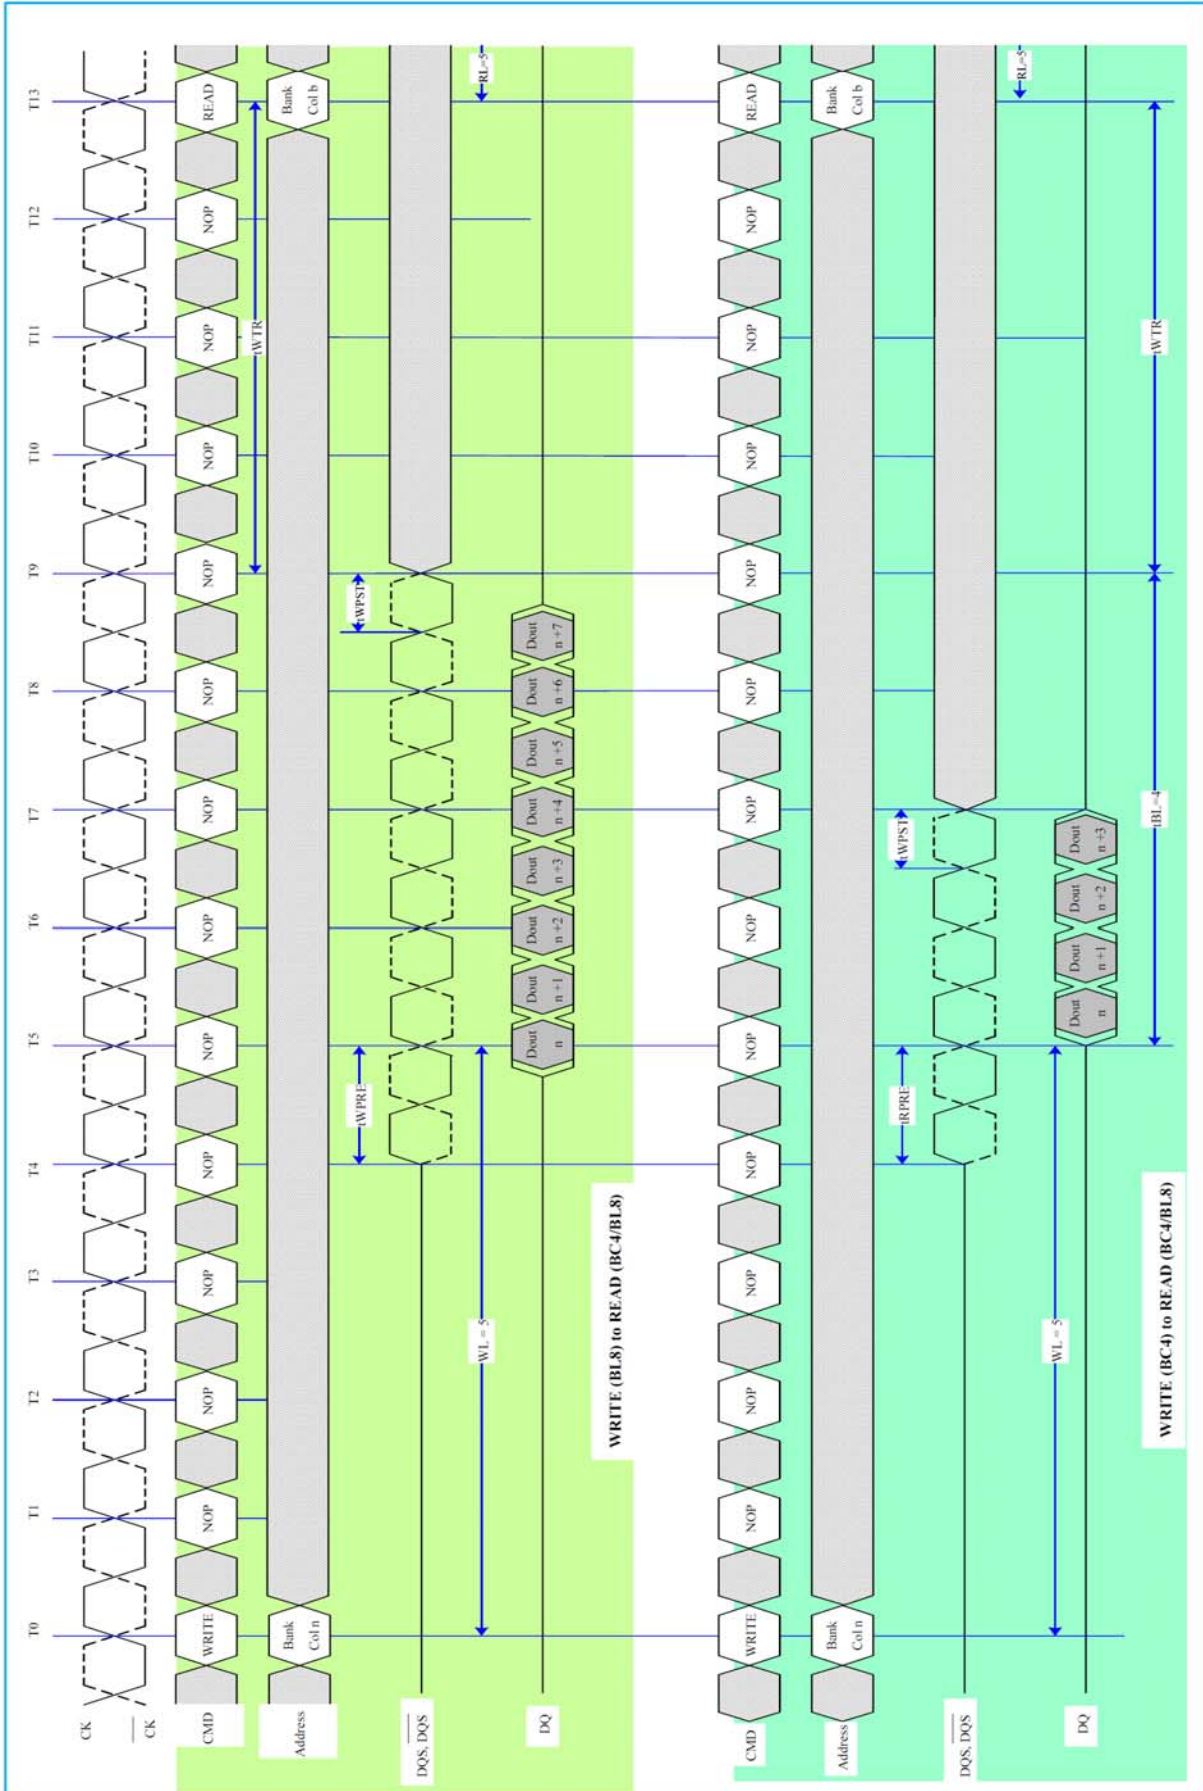 T0 T1 T2 T3 T4 T5 T6 T7 T8 T9 T10 T11 T12 T13
CK
CK
CMD WRITE NOP NOP NOP NOP NOP NOP NOP NOP NOP NOP NOP NOP READ
tWTR
Address Bank Col n Bank Col b
tWPRE tWPST
DQS, DQS
WL = 5 RL=5
DQ Dout n Dout n +1 Dout n +2 Dout n +3 Dout n +4 Dout n +5 Dout n +6 Dout n +7
WRITE (BL8) to READ (BC4/BL8)
CMD WRITE NOP NOP NOP NOP NOP NOP NOP NOP NOP NOP NOP NOP READ
Address Bank Col n Bank Col b
tRPRE tWPST
DQS, DQS
RL=5
WL = 5
DQ Dout n Dout n +1 Dout n +2 Dout n +3
tBL=4 tWTR
WRITE (BC4) to READ (BC4/BL8)